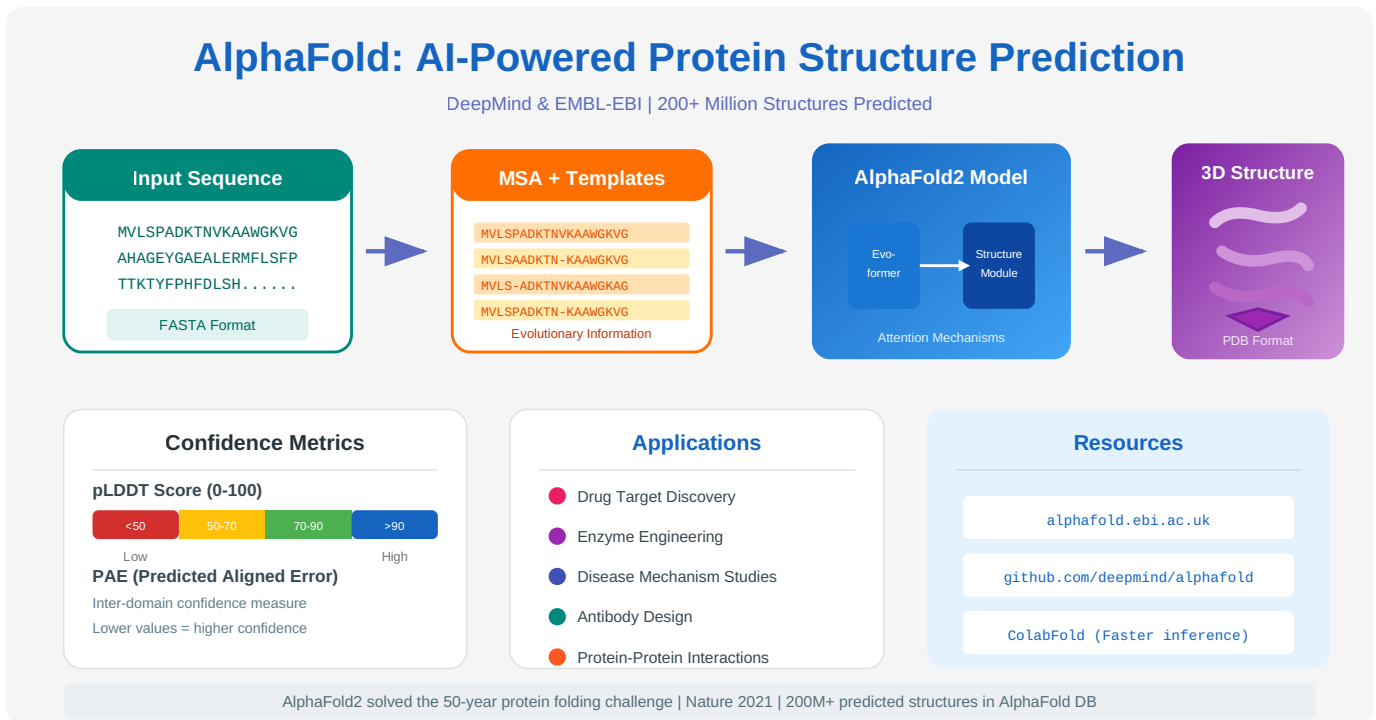 AlphaFold: AI-Powered Protein Structure Prediction
DeepMind & EMBL-EBI | 200+ Million Structures Predicted
Input Sequence
MVLSPADKTNVKAAWGKVG
AHAGEYGAEALERMFLSFP
TTKTYFPHFDLSH......
FASTA Format
MSA + Templates
MVLSPADKTNVKAAWGKVG
MVLSAADKTN-KAAWGKVG
MVLS-ADKTNVKAAWGKAG
MVLSPADKTN-KAAWGKVG
Evolutionary Information
AlphaFold2 Model
Evo-
former
Structure
Module
Attention Mechanisms
3D Structure
PDB Format
Confidence Metrics
pLDDT Score (0-100)
<50 50-70 70-90 >90
Low High
PAE (Predicted Aligned Error)
Inter-domain confidence measure
Lower values = higher confidence
Applications
Drug Target Discovery
Enzyme Engineering
Disease Mechanism Studies
Antibody Design
Protein-Protein Interactions
Resources
alphafold.ebi.ac.uk
github.com/deepmind/alphafold
ColabFold (Faster inference)
AlphaFold2 solved the 50-year protein folding challenge | Nature 2021 | 200M+ predicted structures in AlphaFold DB